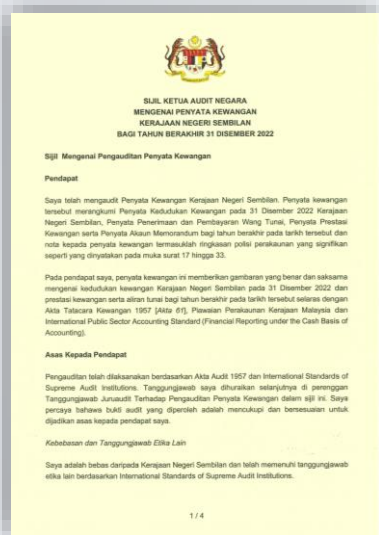 SIJIL KETUA AUDIT NEGARA
MENGENAI PENYATA KEWANGAN
KERAJAAN NEGERI SEMBILAN
BAGI TAHUN BERAKHIR 31 DISEMBER 2022
Sijil Mengenai Pengauditan Penyata Kewangan
Pendapat
Saya telah mengaudit Penyata Kewangan Kerajaan Negeri Sembilan. Penyata kewangan
tersebut merangkumi Penyata Kedudukan Kewangan pada 31 Disember 2022 Kerajaan
Negeri Sembilan, Penyata Penerimaan dan Pembayaran Wang Tunai, Penyata Prestasi
Kewangan serta Penyata Akaun Memorandum bagi tahun berakhir pada tarikh tersebut dan
nota kepada penyata kewangan termasuklah ringkasan polisi perakaunan yang signifikan
seperti yang dinyatakan pada muka surat 17 hingga 33.
Pada pendapat saya, penyata kewangan ini memberikan gambaran yang benar dan saksama
mengenai kedudukan kewangan Kerajaan Negeri Sembilan pada 31 Disember 2022 dan
prestasi kewangan serta aliran tunai bagi tahun berakhir pada tarikh tersebut selaras dengan
Akta Tatacara Kewangan 1957 [Akta 61], Piawaian Perakaunan Kerajaan Malaysia dan
International Public Sector Accounting Standard (Financial Reporting under the Cash Basis of
Accounting).
Asas Kepada Pendapat
Pengauditan telah dilaksanakan berdasarkan Akta Audit 1957 dan International Standards of
Supreme Audit Institutions. Tanggungjawab saya dihuraikan selanjutnya di perenggan
Tanggungjawab Juruaudit Terhadap Pengauditan Penyata Kewangan dalam sijil ini. Saya
percaya bahawa bukti audit yang diperoleh adalah mencukupi dan bersesuaian untuk
dijadikan asas kepada pendapat saya.
Kebebasan dan Tanggungjawab Etika Lain
Saya adalah bebas daripada Kerajaan Negeri Sembilan dan telah memenuhi tanggungjawab
etika lain berdasarkan International Standards of Supreme Audit Institutions.
1 / 4